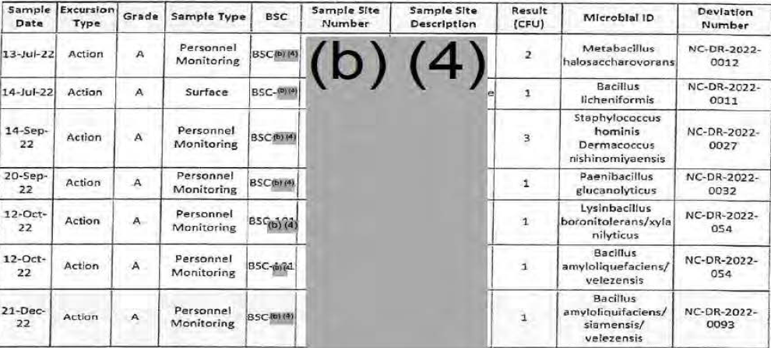 Sample Date Excursion Type Grade Sample Type BSC Sample Site Number Sample Site Description Result (CFU) Microbial ID Deviation Number
13-Jul-22 Action A Personnel Monitoring BSC(b) (4) 2 Metabacillus halosaccharovorans NC-DR-2022-0012
14-Jul-22 Action A Surface BSC-(b) (4) e 1 Bacillus licheniformis NC-DR-2022-0011
14-Sep-22 Action A Personnel Monitoring BSC(b) (4) 3 Staphylococcus hominis Dermacoccus nishinomiyaensis NC-DR-2022-0027
20-Sep-22 Action A Personnel Monitoring BSC(b) (4) 1 Paenibacillus glucanolyticus NC-DR-2022-0032
12-Oct-22 Action A Personnel Monitoring BSC (b) (4) 1 Lysinbacillus boronitolerans/xylanilyticus NC-DR-2022-054
12-Oct-22 Action A Personnel Monitoring BSC 1 Bacillus amyloliquefaciens/velezensis NC-DR-2022-054
21-Dec-22 Action A Personnel Monitoring BSC(b) (4) 1 Bacillus amyloliquifaciens/siamensis/velezensis NC-DR-2022-0093
(b) (4)